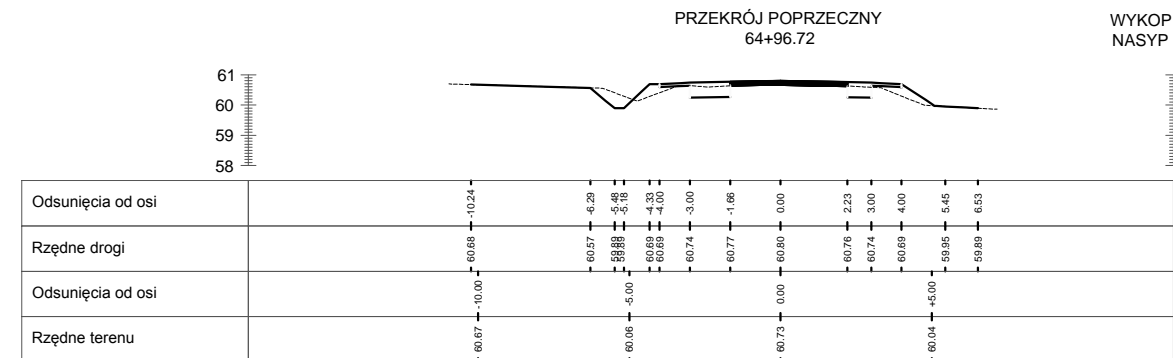 PRZEKRÓJ POPRZECZNY
64+96.72
WYKOP
NASYP
61
60
59
58
Odsunięcia od osi
-10.24 -6.29 -5.48 -5.18 -4.33 -4.00 -3.00 -1.66 0.00 2.23 3.00 4.00 5.45 6.53
Rzędne drogi
60.68 60.57 59.89 59.89 60.69 60.69 60.74 60.77 60.80 60.76 60.74 60.69 59.95 59.89
Odsunięcia od osi
-10.00 -5.00 0.00 +5.00
Rzędne terenu
60.67 60.06 60.73 60.04